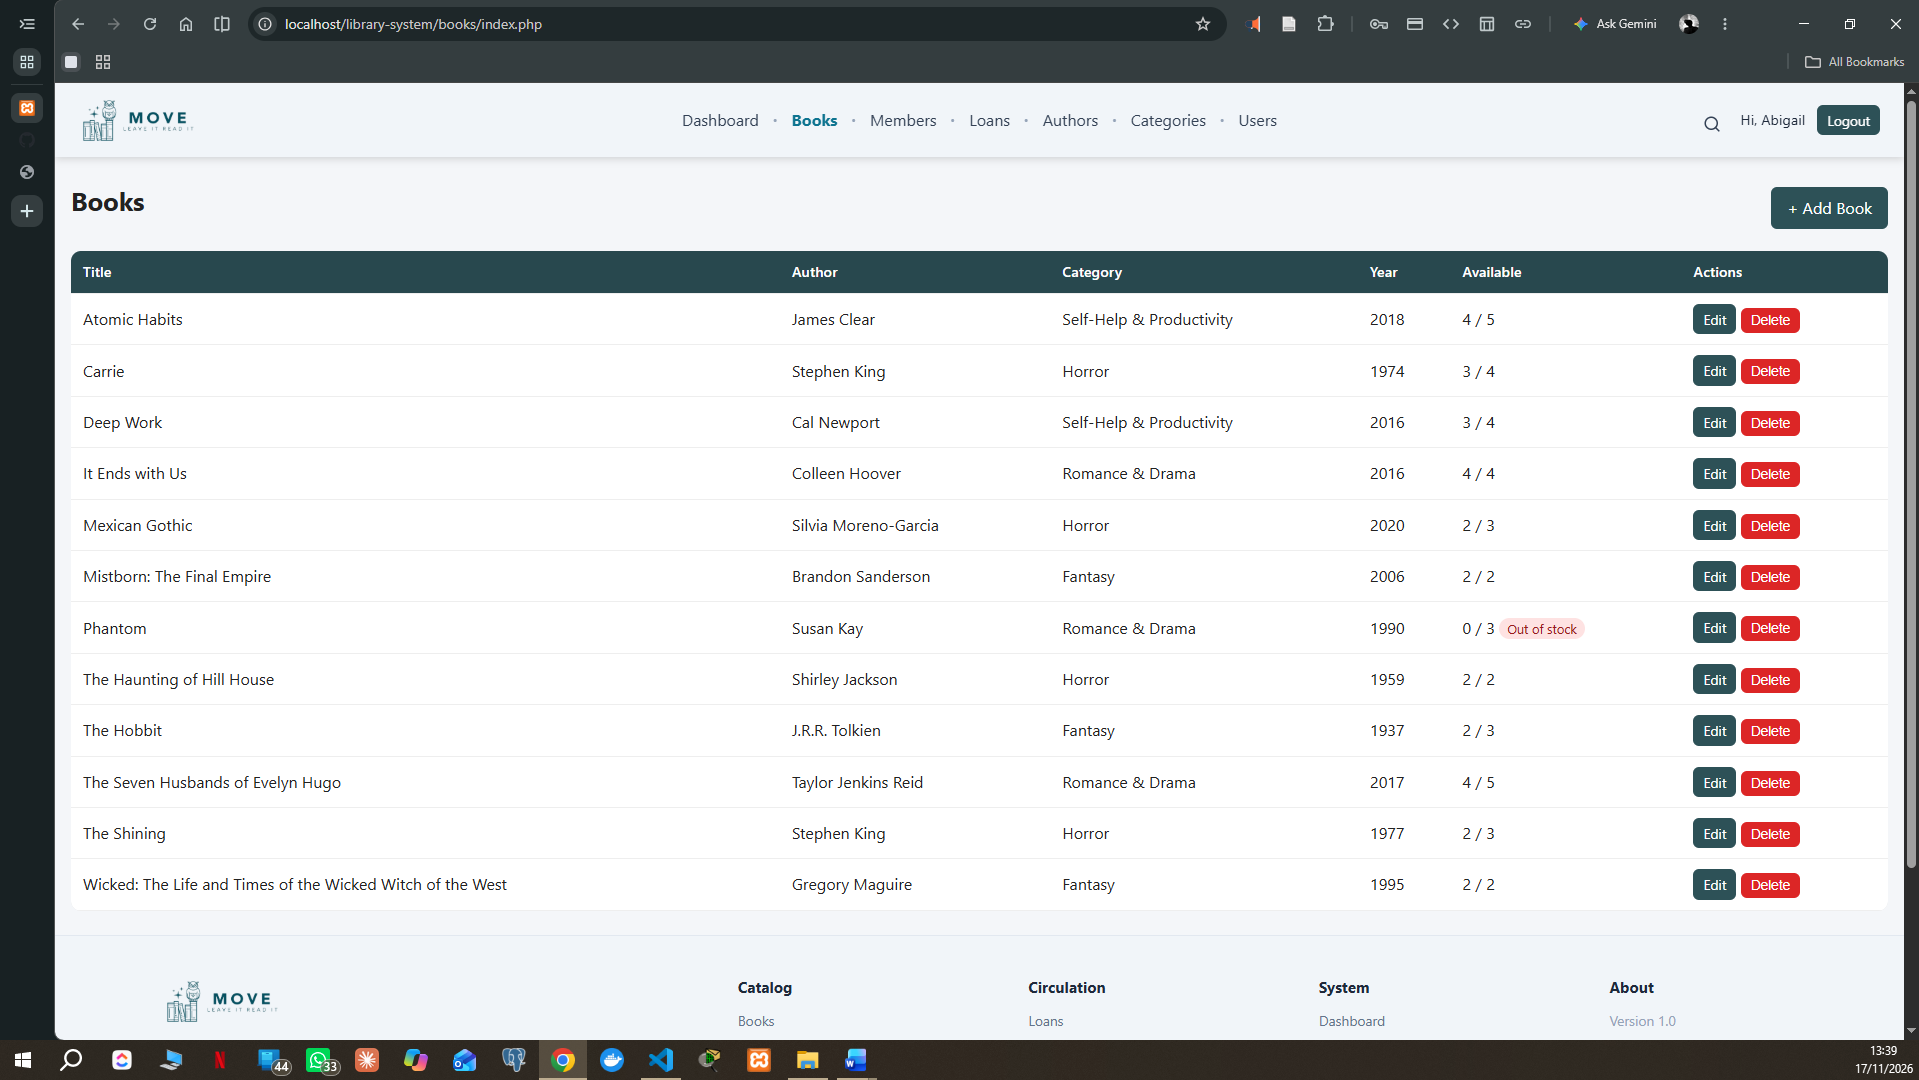 localhost/library-system/books/index.php
Ask Gemini
All Bookmarks
MOVE
LEAVE IT READ IT
Dashboard • Books • Members • Loans • Authors • Categories • Users
Hi, Abigail
Logout
Books
+ Add Book
Title Author Category Year Available Actions
Atomic Habits James Clear Self-Help & Productivity 2018 4 / 5 Edit Delete
Carrie Stephen King Horror 1974 3 / 4 Edit Delete
Deep Work Cal Newport Self-Help & Productivity 2016 3 / 4 Edit Delete
It Ends with Us Colleen Hoover Romance & Drama 2016 4 / 4 Edit Delete
Mexican Gothic Silvia Moreno-Garcia Horror 2020 2 / 3 Edit Delete
Mistborn: The Final Empire Brandon Sanderson Fantasy 2006 2 / 2 Edit Delete
Phantom Susan Kay Romance & Drama 1990 0 / 3 Out of stock Edit Delete
The Haunting of Hill House Shirley Jackson Horror 1959 2 / 2 Edit Delete
The Hobbit J.R.R. Tolkien Fantasy 1937 2 / 3 Edit Delete
The Seven Husbands of Evelyn Hugo Taylor Jenkins Reid Romance & Drama 2017 4 / 5 Edit Delete
The Shining Stephen King Horror 1977 2 / 3 Edit Delete
Wicked: The Life and Times of the Wicked Witch of the West Gregory Maguire Fantasy 1995 2 / 2 Edit Delete
MOVE
LEAVE IT READ IT
Catalog Circulation System About
Books Loans Dashboard Version 1.0
44
33
13:39
17/11/2026